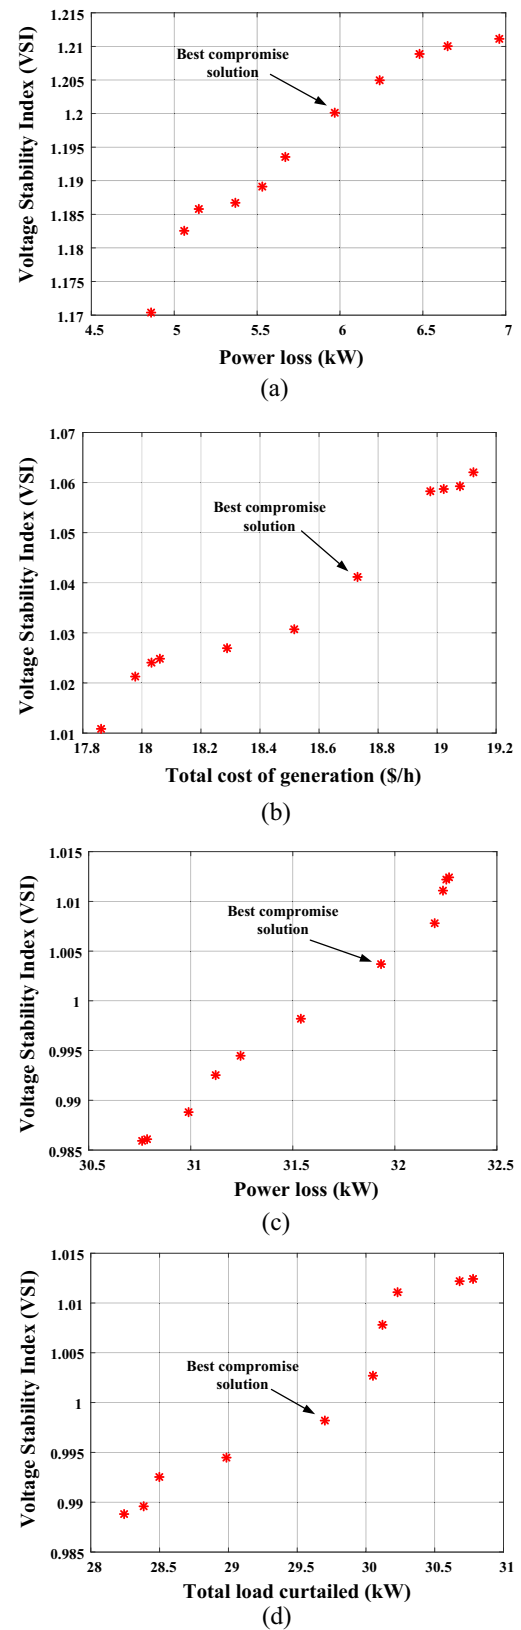 1.215
1.21
1.205
1.2
1.195
1.19
1.185
1.18
1.175
1.17
Voltage Stability Index (VSI)
Best compromise
solution
4.5 5 5.5 6 6.5 7
Power loss (kW)
(a)
1.07
1.06
1.05
1.04
1.03
1.02
1.01
Voltage Stability Index (VSI)
Best compromise
solution
17.8 18 18.2 18.4 18.6 18.8 19 19.2
Total cost of generation ($/h)
(b)
1.015
1.01
1.005
1
0.995
0.99
0.985
Voltage Stability Index (VSI)
Best compromise
solution
30.5 31 31.5 32 32.5
Power loss (kW)
(c)
1.015
1.01
1.005
1
0.995
0.99
0.985
Voltage Stability Index (VSI)
Best compromise
solution
28 28.5 29 29.5 30 30.5 31
Total load curtailed (kW)
(d)